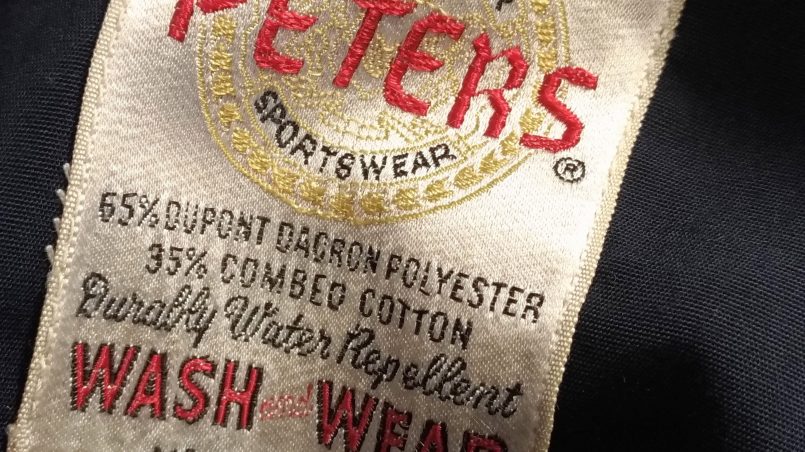 PETERS
SPORTSWEAR
®
65% DUPONT DACRON POLYESTER
35% COMBED COTTON
Durably Water Repellent
WASH and WEAR